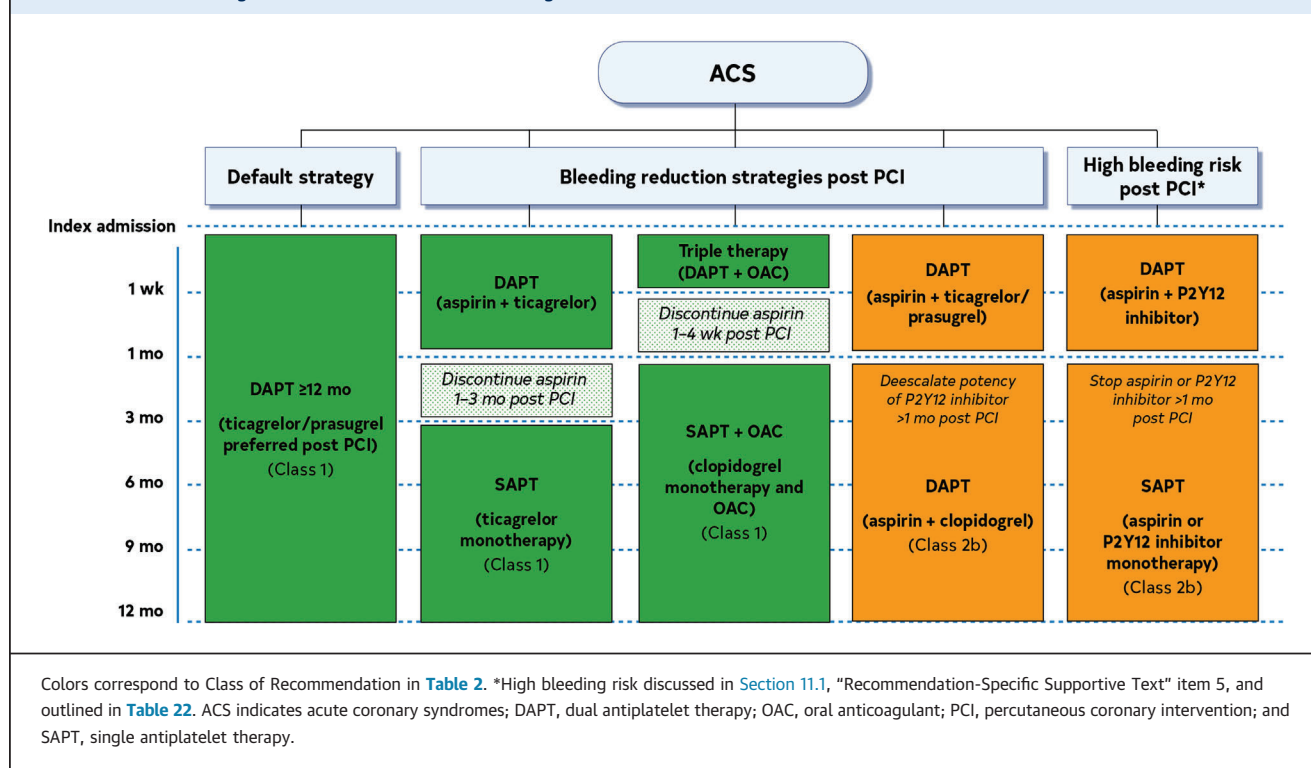 ACS
Default strategy
Bleeding reduction strategies post PCI
High bleeding risk
post PCI*
Index admission
1 wk
1 mo
3 mo
6 mo
9 mo
12 mo
DAPT ≥12 mo
(ticagrelor/prasugrel
preferred post PCI)
(Class 1)
DAPT
(aspirin + ticagrelor)
Discontinue aspirin
1–3 mo post PCI
SAPT
(ticagrelor
monotherapy)
(Class 1)
Triple therapy
(DAPT + OAC)
Discontinue aspirin
1–4 wk post PCI
SAPT + OAC
(clopidogrel
monotherapy and
OAC)
(Class 1)
DAPT
(aspirin + ticagrelor/
prasugrel)
Deescalate potency
of P2Y12 inhibitor
>1 mo post PCI
DAPT
(aspirin + clopidogrel)
(Class 2b)
DAPT
(aspirin + P2Y12
inhibitor)
Stop aspirin or P2Y12
inhibitor >1 mo
post PCI
SAPT
(aspirin or
P2Y12 inhibitor
monotherapy)
(Class 2b)
Colors correspond to Class of Recommendation in Table 2. *High bleeding risk discussed in Section 11.1, “Recommendation-Specific Supportive Text” item 5, and
outlined in Table 22. ACS indicates acute coronary syndromes; DAPT, dual antiplatelet therapy; OAC, oral anticoagulant; PCI, percutaneous coronary intervention; and
SAPT, single antiplatelet therapy.